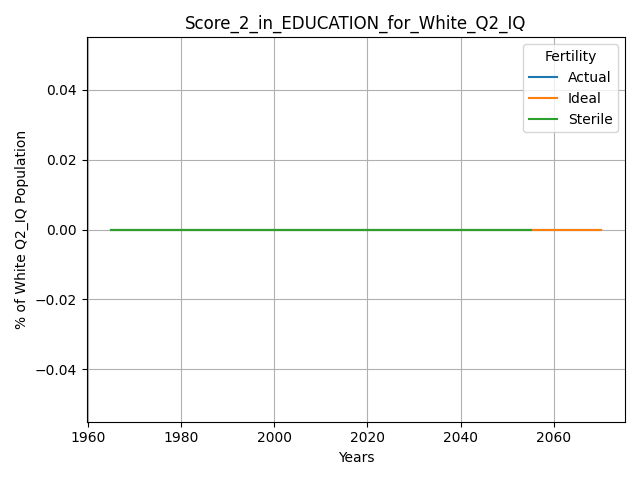 Score_2_in_EDUCATION_for_White_Q2_IQ
Fertility
Actual
Ideal
Sterile
% of White Q2_IQ Population
0.04
0.02
0.00
−0.02
−0.04
1960 1980 2000 2020 2040 2060
Years